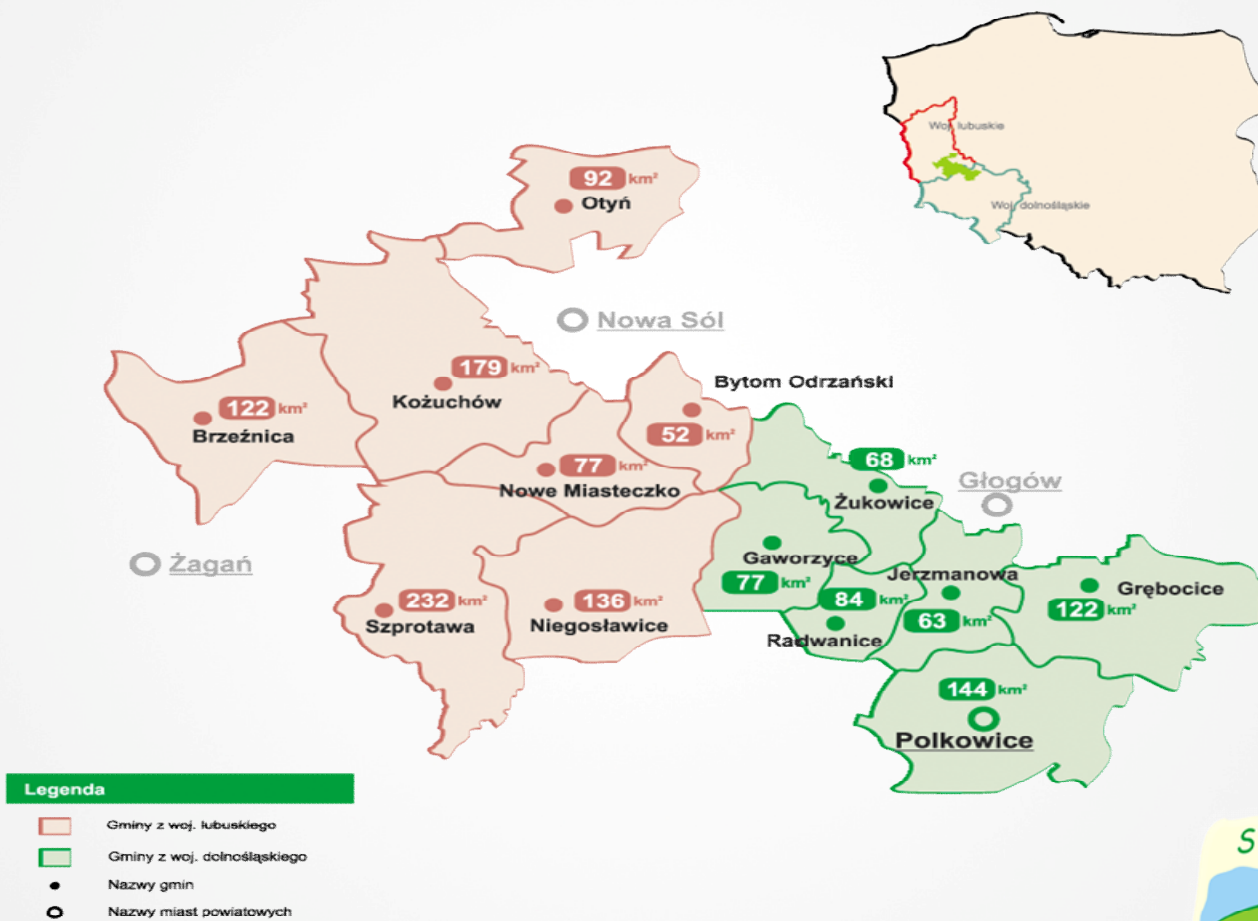 Woj. lubuskie
Woj. dolnośląskie
92 km²
Otyń
Nowa Sól
179 km²
Kożuchów
Bytom Odrzański
122 km²
Brzeźnica
52 km²
77 km²
Nowe Miasteczko
68 km²
Żukowice
Głogów
Żagań
Gaworzyce
77 km²
Jerzmanowa
84 km²
63 km²
Radwanice
Grębocice
122 km²
232 km²
Szprotawa
136 km²
Niegosławice
144 km²
Polkowice
Legenda
Gminy z woj. lubuskiego
Gminy z woj. dolnośląskiego
Nazwy gmin
Nazwy miast powiatowych
S